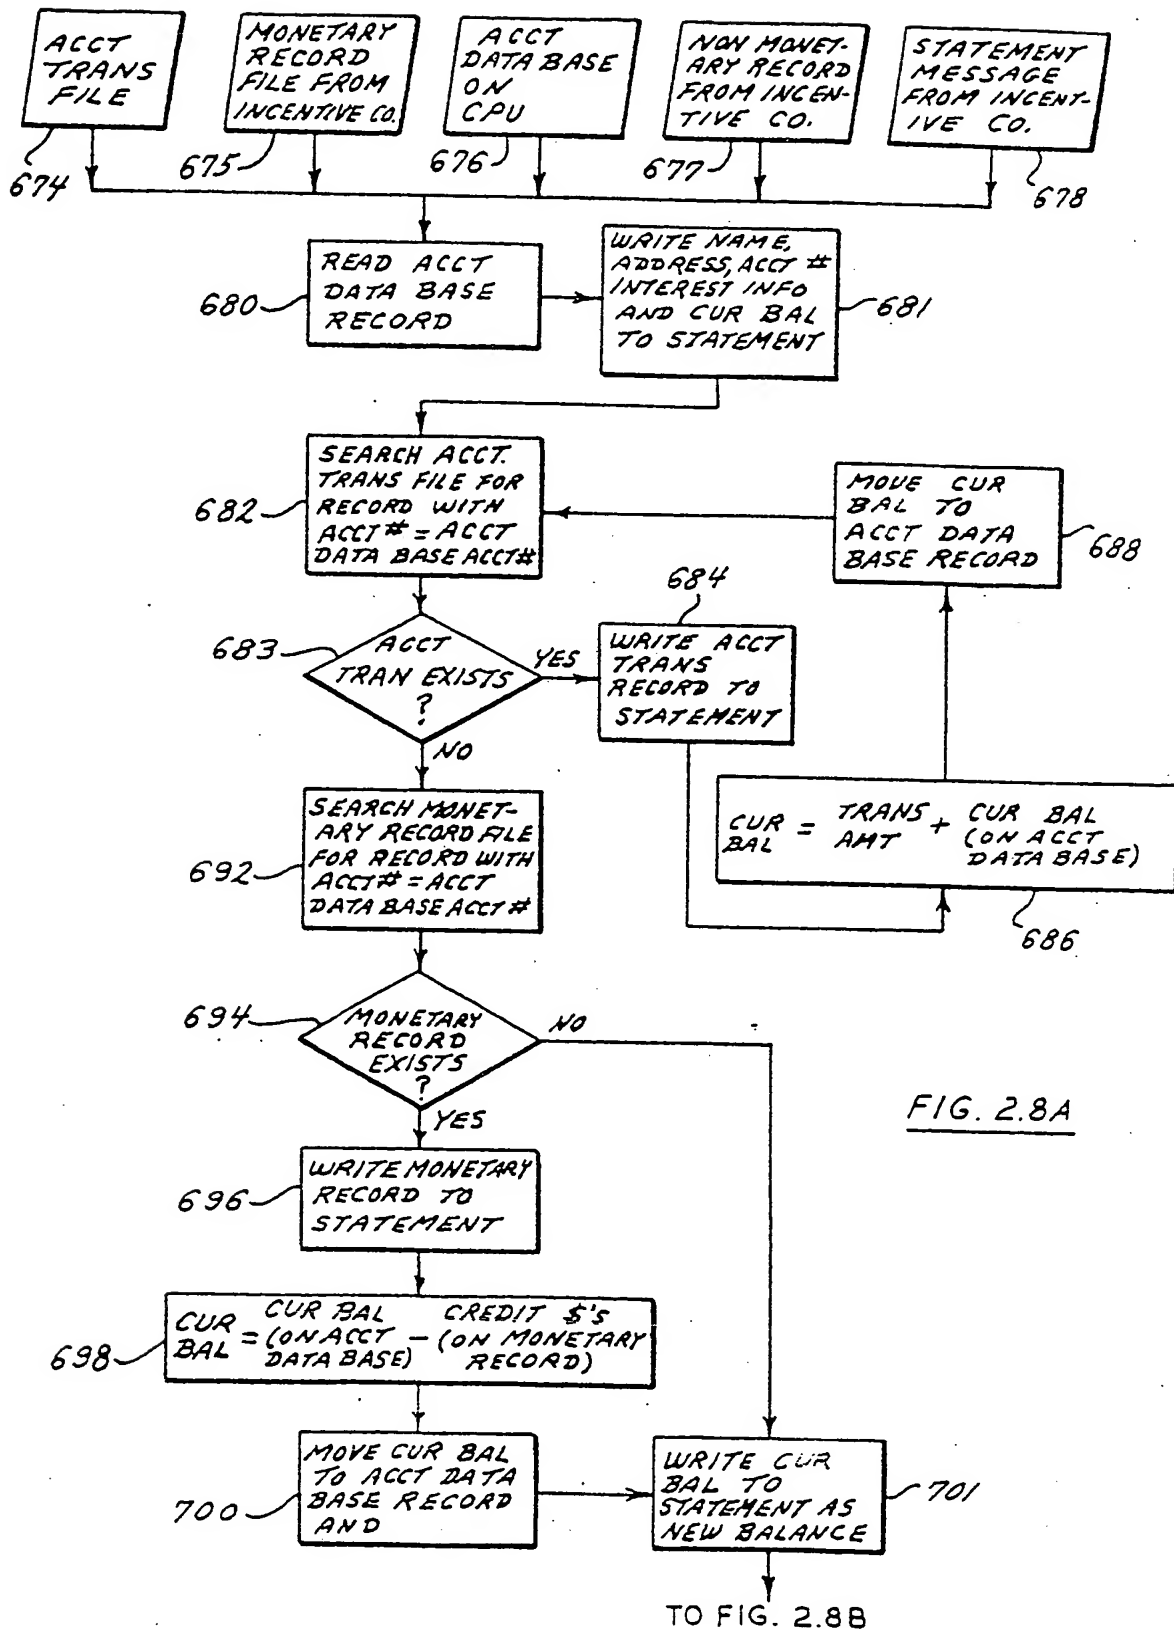 ACCT
TRANS
FILE
674
MONETARY
RECORD
FILE FROM
INCENTIVE CO.
675
ACCT
DATA BASE
ON
CPU
676
NON MONET-
ARY RECORD
FROM INCEN-
TIVE CO.
677
STATEMENT
MESSAGE
FROM INCENT-
IVE CO.
678
READ ACCT
DATA BASE
RECORD
680
WRITE NAME,
ADDRESS, ACCT #
INTEREST INFO
AND CUR BAL
TO STATEMENT
681
SEARCH ACCT.
TRANS FILE FOR
RECORD WITH
ACCT # = ACCT
DATA BASE ACCT #
682
MOVE CUR
BAL TO
ACCT DATA
BASE RECORD
688
683
ACCT
TRAN EXISTS
?
YES
NO
684
WRITE ACCT
TRANS
RECORD TO
STATEMENT
CUR BAL = TRANS AMT + CUR BAL
(ON ACCT
DATA BASE)
686
SEARCH MONET-
ARY RECORD FILE
FOR RECORD WITH
ACCT # = ACCT
DATA BASE ACCT #
692
694
MONETARY
RECORD
EXISTS
?
NO
YES
FIG. 2.8A
WRITE MONETARY
RECORD TO
STATEMENT
696
CUR BAL CREDIT $'S
CUR BAL = (ON ACCT - (ON MONETARY
DATA BASE) RECORD)
698
MOVE CUR BAL
TO ACCT DATA
BASE RECORD
AND
700
WRITE CUR
BAL TO
STATEMENT AS
NEW BALANCE
701
TO FIG. 2.8B